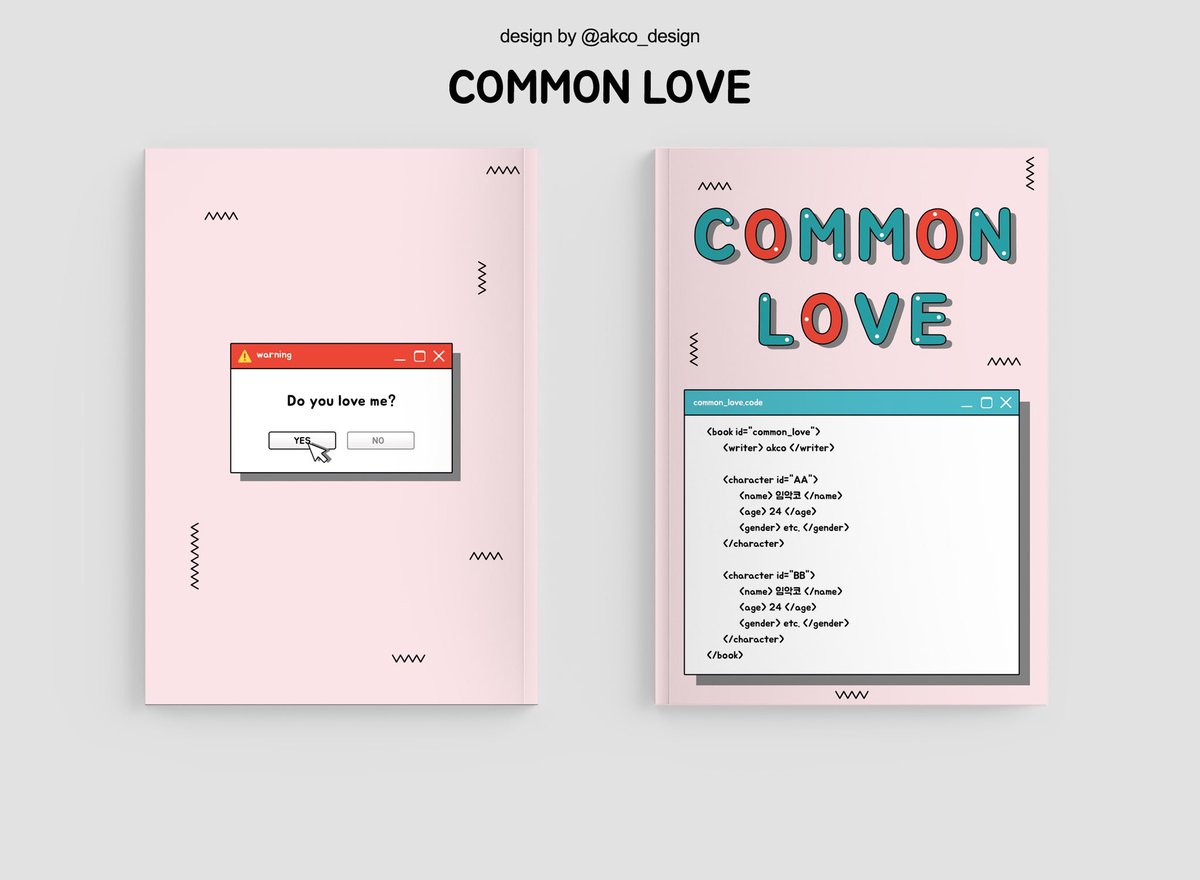 design by @akco_design
COMMON LOVE
warning
Do you love me?
YES
NO
COMMON
LOVE
common_love.code
<book id="common_love">
<writer> akco </writer>
<character id="AA">
<name> 임악코 </name>
<age> 24 </age>
<gender> etc. </gender>
</character>
<character id="BB">
<name> 임악코 </name>
<age> 24 </age>
<gender> etc. </gender>
</character>
</book>